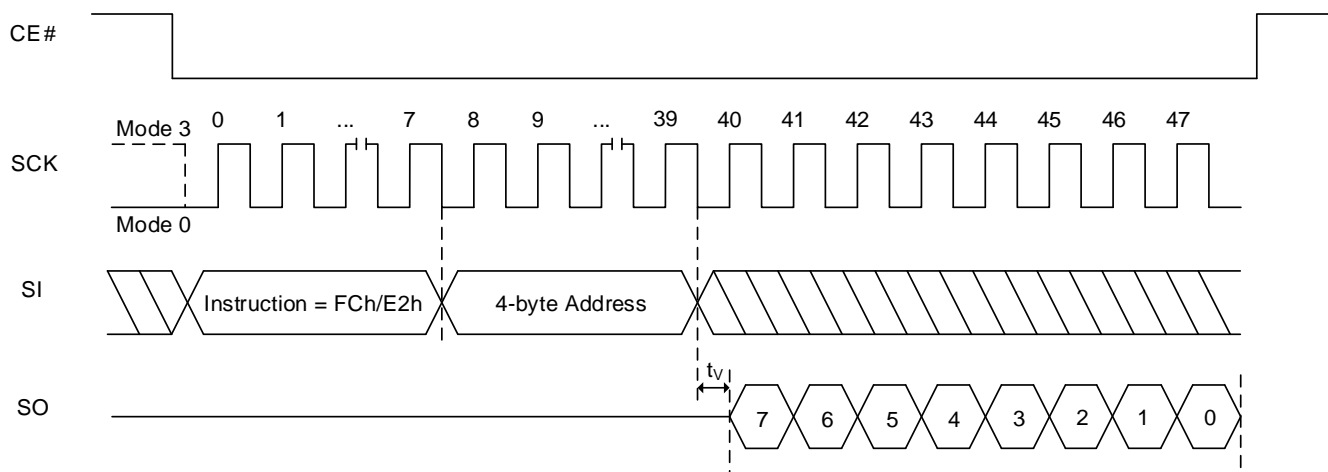 CE#
Mode 3 0 1 ... 7 8 9 ... 39 40 41 42 43 44 45 46 47
SCK
Mode 0
SI Instruction = FCh/E2h 4-byte Address
tV
SO 7 6 5 4 3 2 1 0